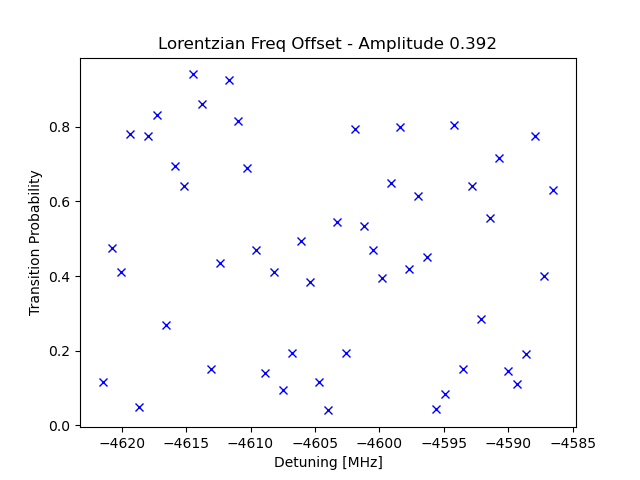 Lorentzian Freq Offset - Amplitude 0.392
Transition Probability
0.8
0.6
0.4
0.2
0.0
−4620 −4615 −4610 −4605 −4600 −4595 −4590 −4585
Detuning [MHz]